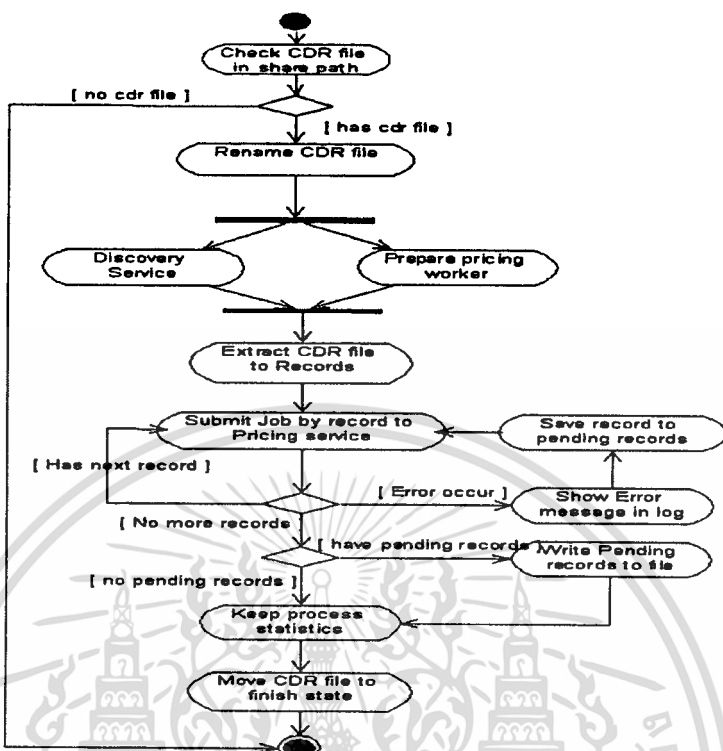 Check CDR file
in share path
[ no cdr file ]
[ has cdr file ]
Rename CDR file
Discovery
Service
Prepare pricing
worker
Extract CDR file
to Records
Submit Job by record to
Pricing service
Save record to
pending records
[ Has next record ]
[ Error occur ]
Show Error
message in log
[ No more records ]
[ have pending records ]
Write Pending
records to file
[ no pending records ]
Keep process
statistics
Move CDR file to
finish state